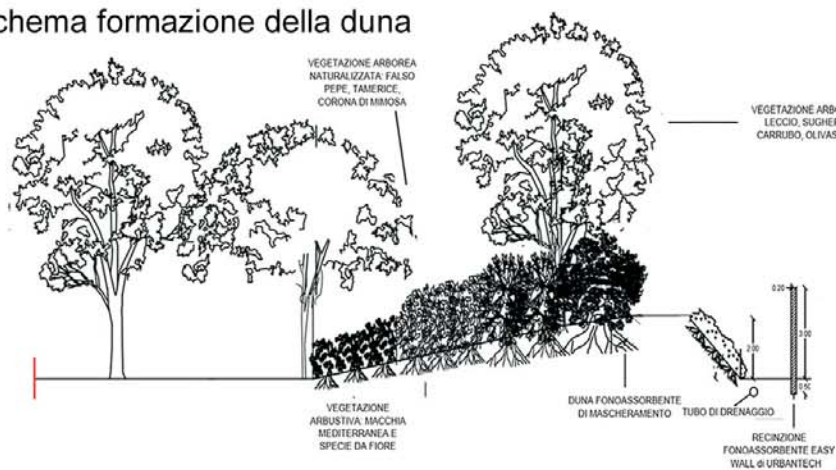 chema formazione della duna
VEGETAZIONE ARBOREA
NATURALIZZATA: FALSO
PEPE, TAMERICE,
CORONA DI MIMOSA
VEGETAZIONE ARBO
LECCIO, SUGHER
CARRUBO, OLIVAS
0.20
3.00
2.00
0.50
VEGETAZIONE
ARBUSTIVA: MACCHIA
MEDITERRANEA E
SPECIE DA FIORE
DUNA FONOASSORBENTE
DI MASCHERAMENTO
TUBO DI DRENAGGIO
RECINZIONE
FONOASSORBENTE EASY
WALL di URBANTECH